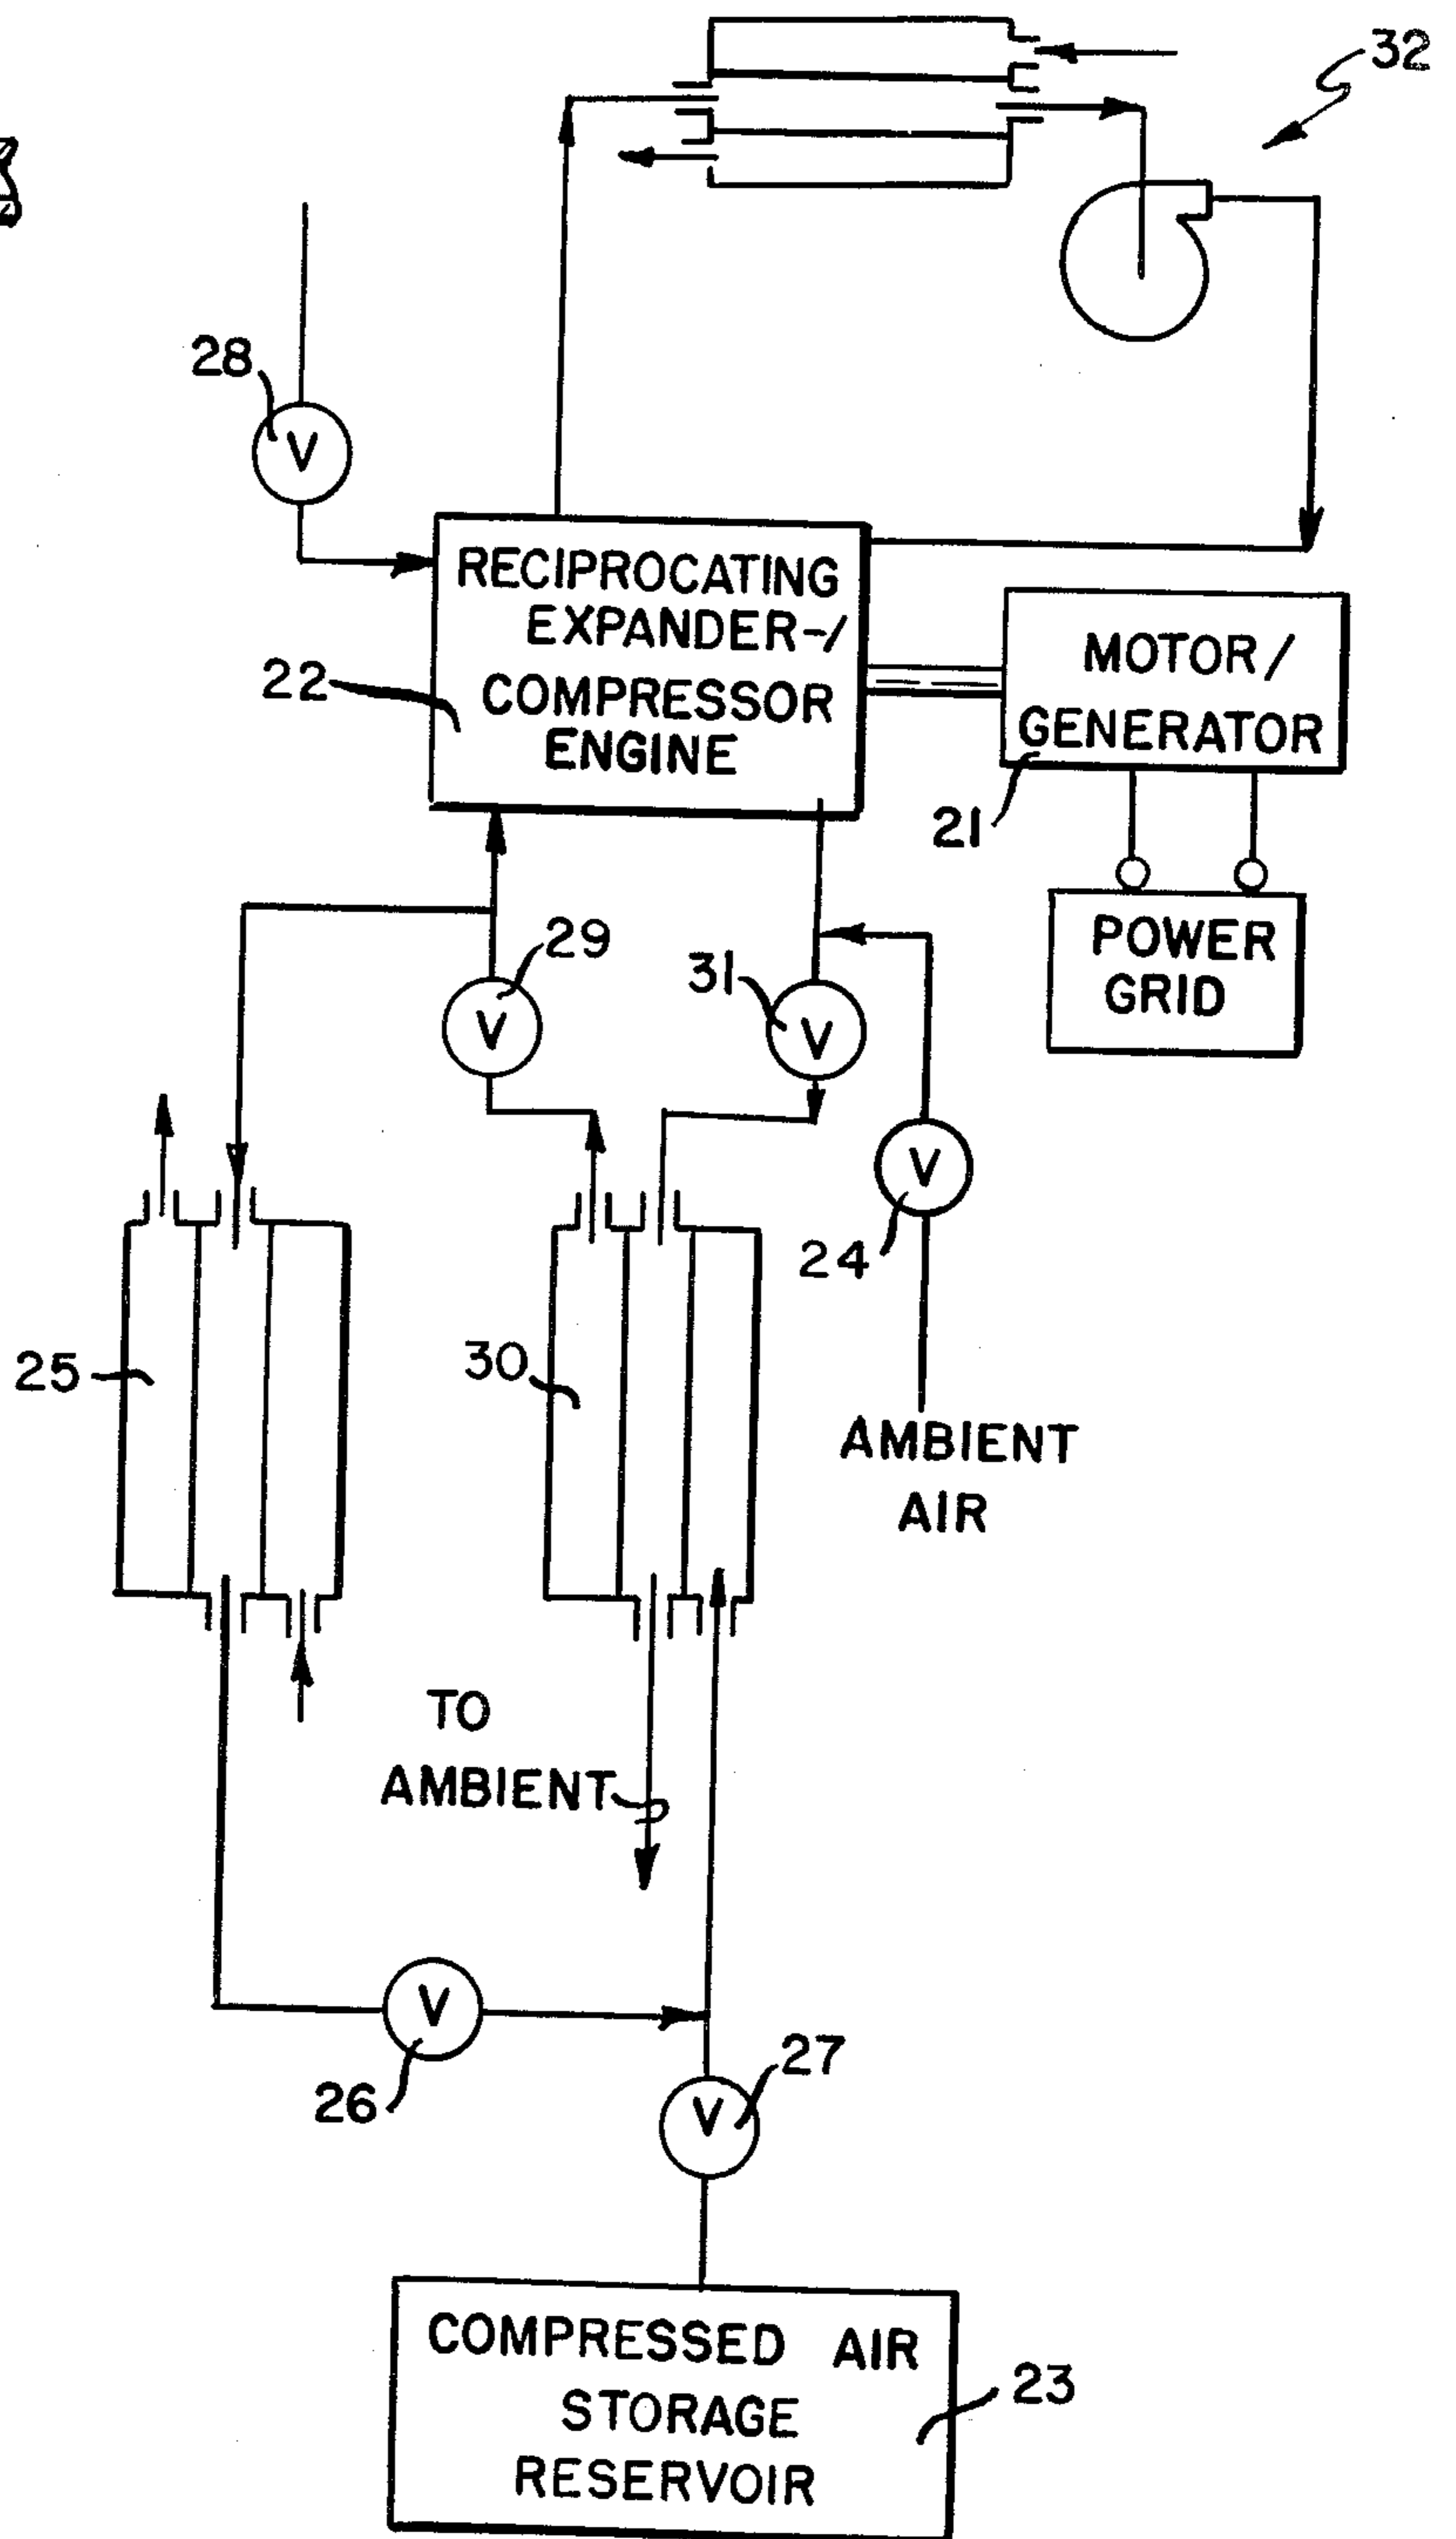 32
28
V
RECIPROCATING
EXPANDER-/
COMPRESSOR
ENGINE
22
MOTOR/
GENERATOR
21
POWER
GRID
29
V
31
V
V
24
25
30
AMBIENT
AIR
TO
AMBIENT
V
26
27
V
COMPRESSED AIR
STORAGE
RESERVOIR
23